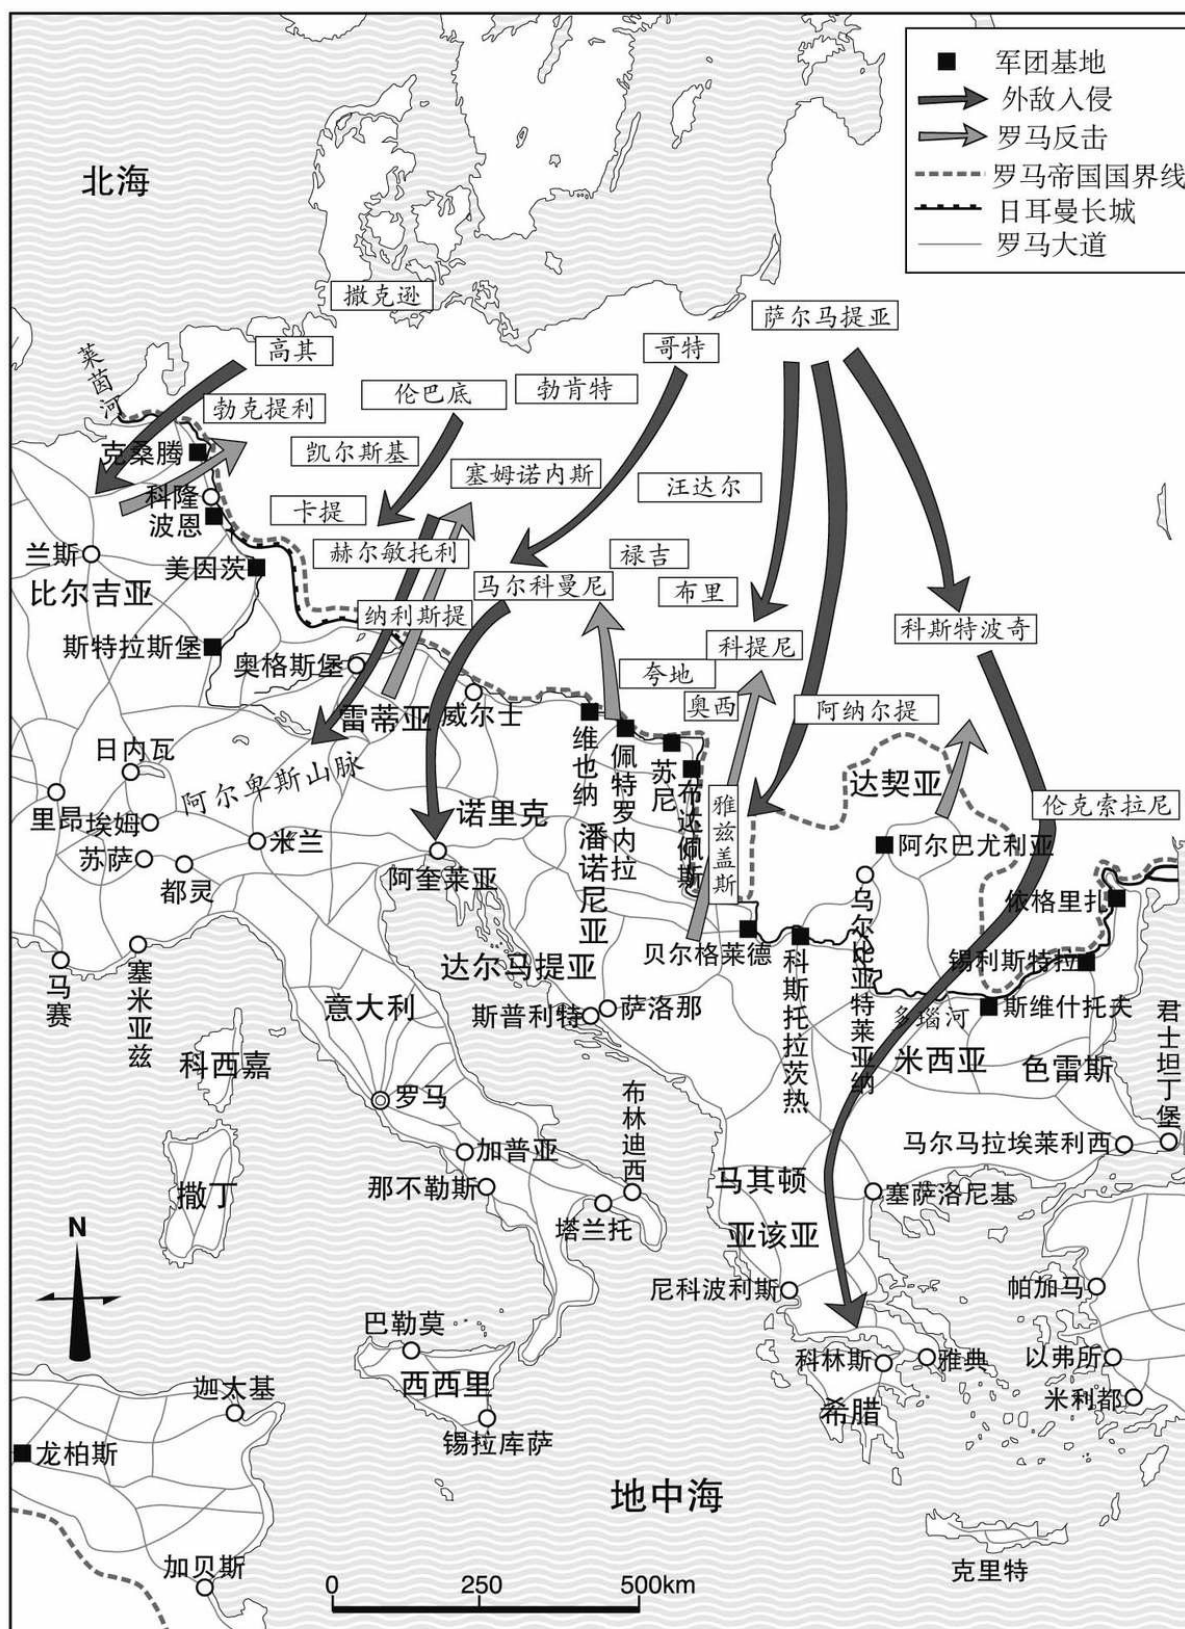 军团基地
外敌入侵
罗马反击
罗马帝国国界线
日耳曼长城
罗马大道
北海
撒克逊
萨尔马提亚
高其
哥特
莱茵河
伦巴底
勃肯特
勃克提利
凯尔斯基
克桑腾
塞姆诺内斯
汪达尔
科隆
卡提
波恩
赫尔敏托利
兰斯
美因茨
禄吉
马尔科曼尼
比尔吉亚
布里
纳利斯提
科斯特波奇
斯特拉斯堡
科提尼
奥格斯堡
夸地
奥西
雷蒂亚
威尔士
阿纳尔提
日内瓦
维也纳
佩特罗内拉
苏尼
布达佩斯
阿尔卑斯山脉
达契亚
里昂
埃姆
诺里克
雅兹盖斯
伦克索拉尼
米兰
苏萨
都灵
阿奎莱亚
潘诺尼亚
阿尔巴尤利亚
乌尔比亚特莱亚纳
依格里扎
马赛
塞米亚兹
达尔马提亚
贝尔格莱德
科斯托拉茨热
锡利斯特拉
意大利
斯普利特
萨洛那
多瑙河
斯维什托夫
科西嘉
米西亚
色雷斯
君士坦丁堡
罗马
布林迪西
加普亚
马尔马拉埃莱利西
撒丁
那不勒斯
马其顿
塞萨洛尼基
塔兰托
亚该亚
N
尼科波利斯
帕加马
巴勒莫
科林斯
雅典
以弗所
迦太基
西西里
希腊
米利都
龙柏斯
锡拉库萨
地中海
加贝斯
克里特
0 250 500km